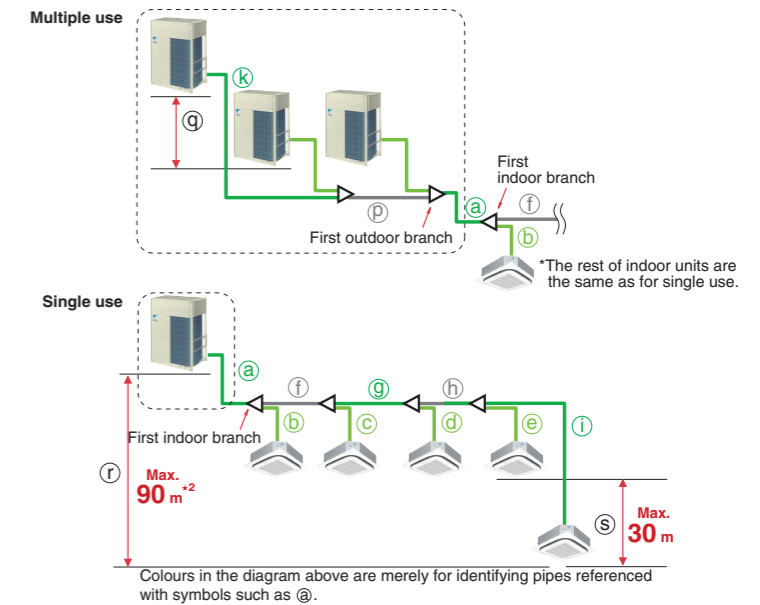 Multiple use
ⓚ
ⓠ
First
indoor branch
ⓐ
ⓕ
ⓟ
First outdoor branch
ⓑ
*The rest of indoor units are
the same as for single use.
Single use
ⓐ
ⓕ
ⓖ
ⓗ
ⓑ
ⓒ
ⓓ
ⓔ
ⓘ
First indoor branch
ⓡ
Max.
90 m*2
ⓢ
Max.
30 m
Colours in the diagram above are merely for identifying pipes referenced
with symbols such as ⓐ.